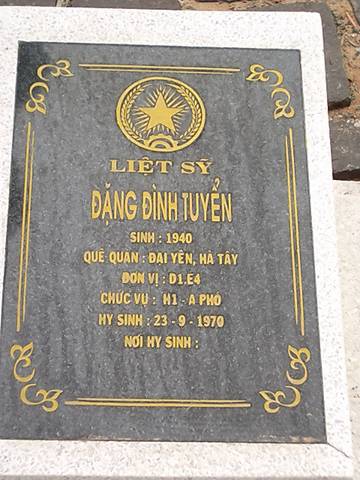 LIỆT SỸ
ĐẶNG ĐÌNH TUYỂN
SINH : 1940
QUÊ QUAN : ĐẠI YÊN, HÀ TÂY
ĐƠN VỊ : D1.E4
CHỨC VỤ : H1 - A PHÓ
HY SINH : 23 - 9 - 1970
NƠI HY SINH :